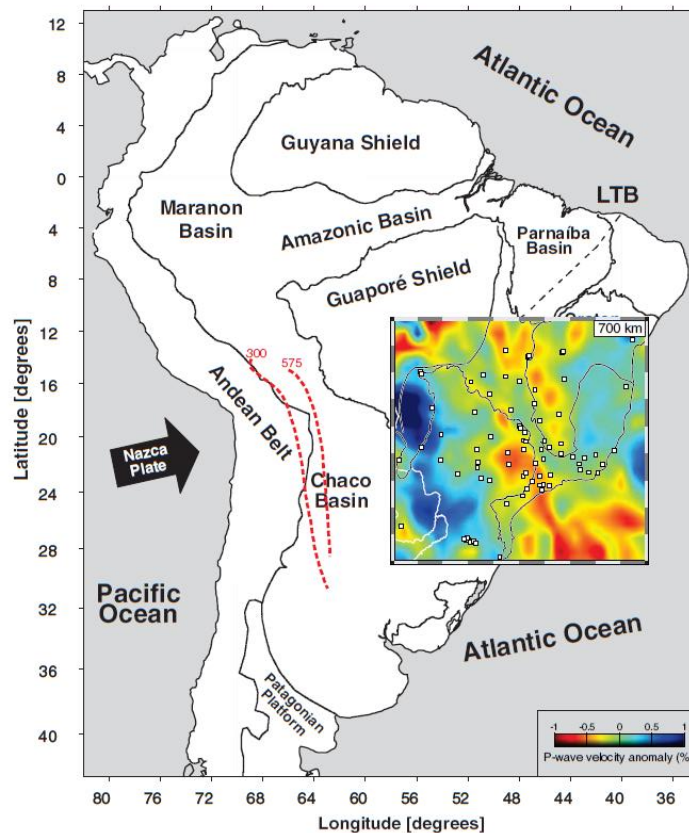 12
8
4
0
4
8
12
16
20
24
28
32
36
40
Latitude [degrees]
Atlantic Ocean
Guyana Shield
Maranon
Basin
Amazonic Basin
LTB
Parnaíba
Basin
Guaporé Shield
700 km
300
575
Andean Belt
Nazca
Plate
Chaco
Basin
Pacific
Ocean
Atlantic Ocean
Patagonian
Platform
-1
-0.5
0
0.5
1
P-wave velocity anomaly (%
80
76
72
68
64
60
56
52
48
44
40
36
Longitude [degrees]